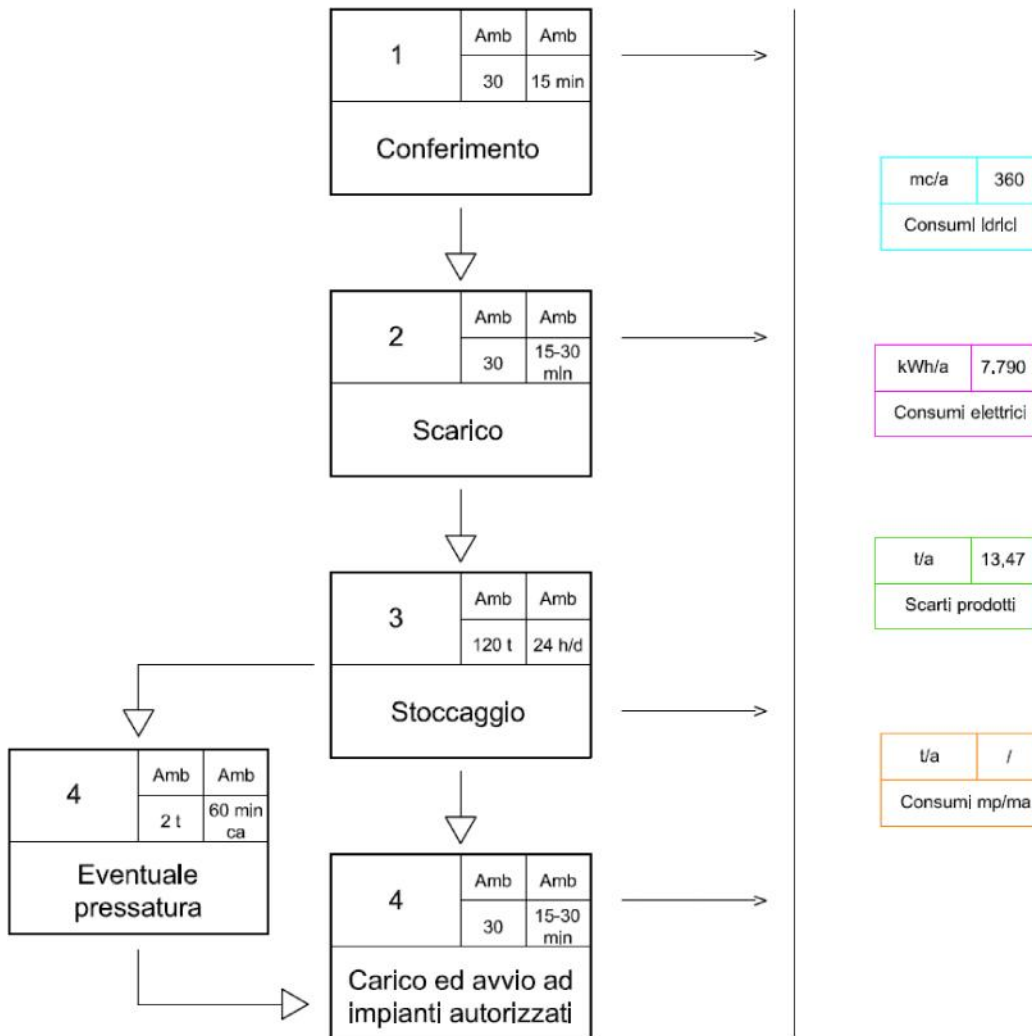 1
Amb
Amb
30
15 min
Conferimento
mc/a
360
Consumi idrici
2
Amb
Amb
30
15-30
min
Scarico
kWh/a
7.790
Consumi elettrici
3
Amb
Amb
120 t
24 h/d
Stoccaggio
t/a
13,47
Scarti prodotti
4
Amb
Amb
2 t
60 min
ca
Eventuale
pressatura
t/a
/
Consumi mp/ma
4
Amb
Amb
30
15-30
min
Carico ed avvio ad
impianti autorizzati